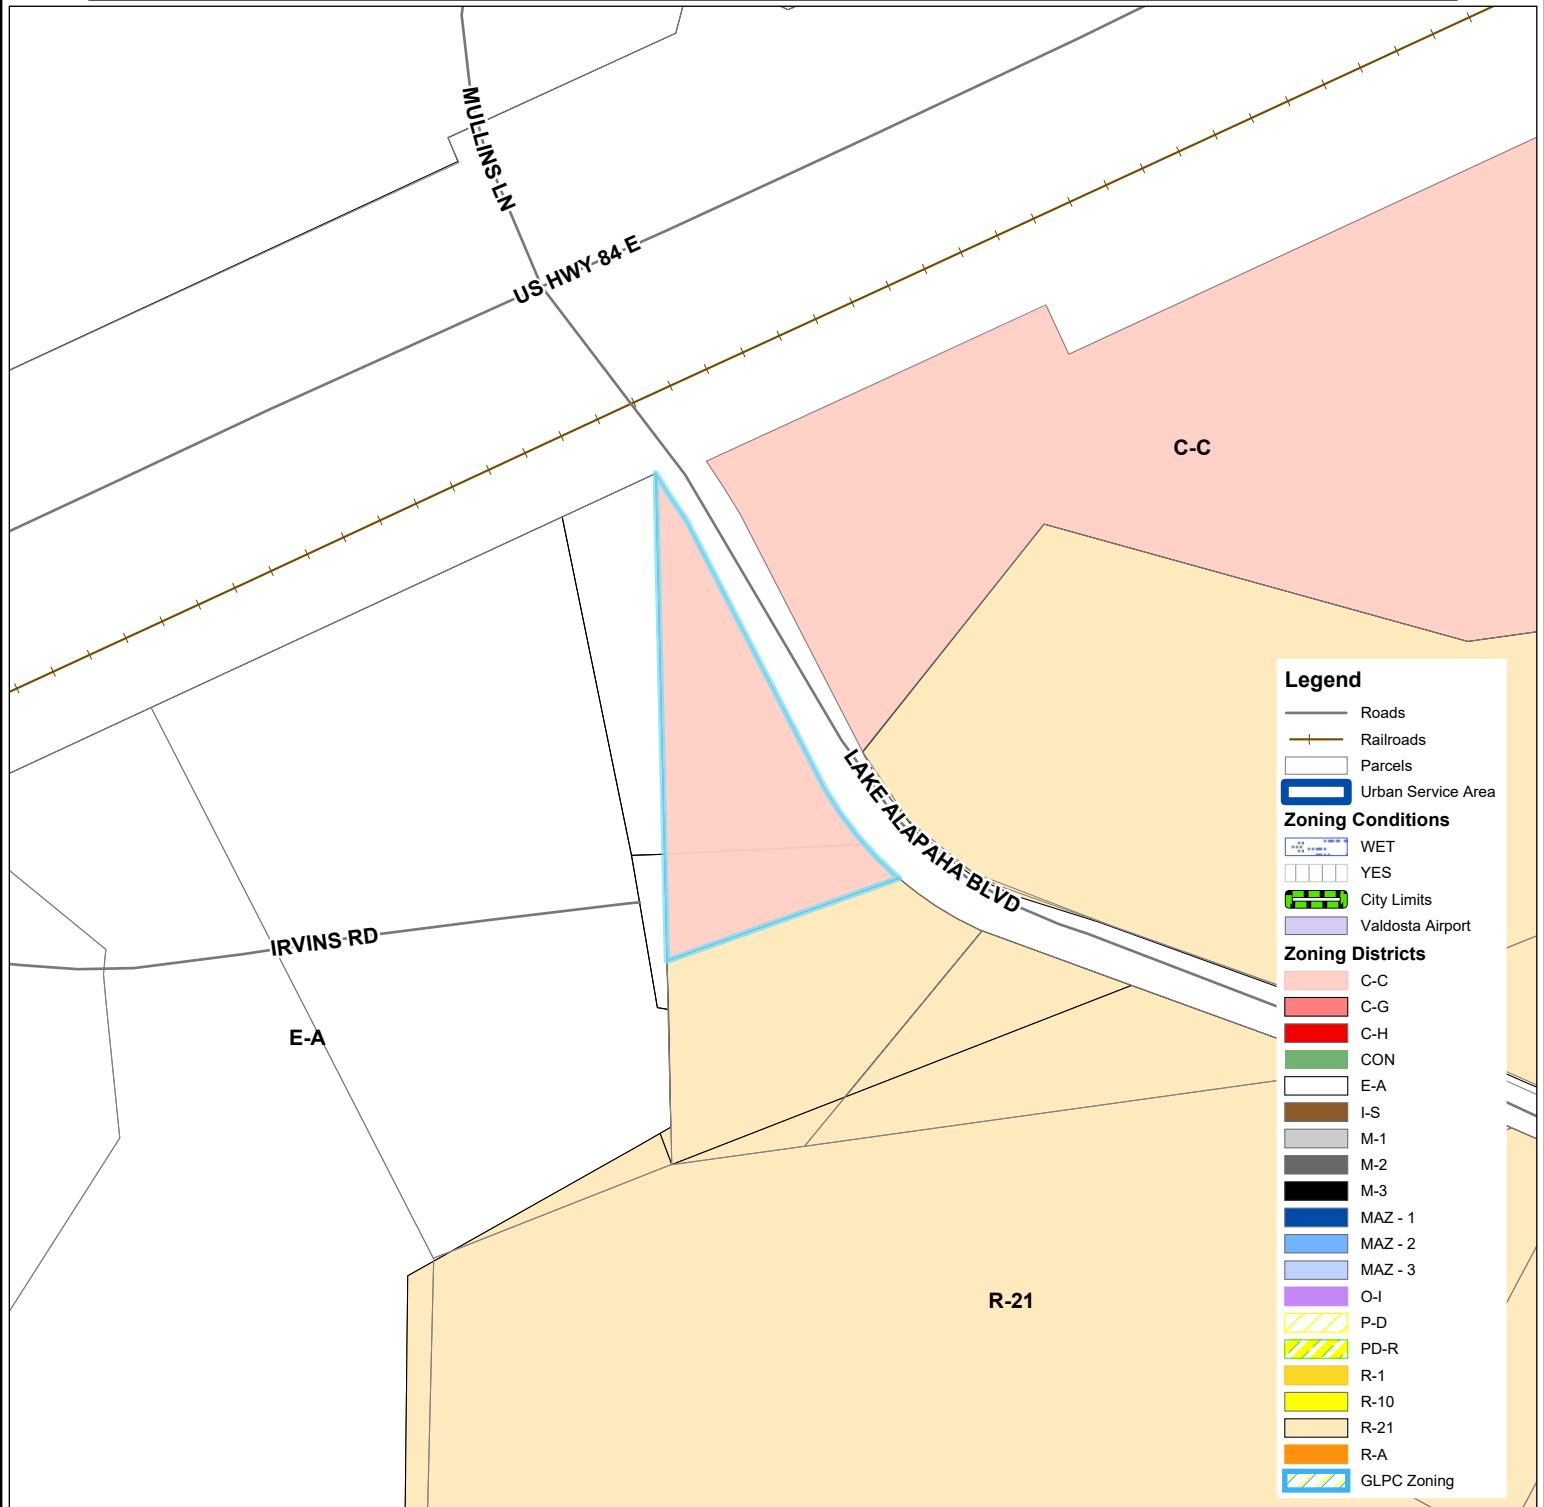 MULLINS LN
US HWY 84 E
C-C
LAKE ALAPAHA BLVD
IRVINS RD
E-A
R-21
Legend
Roads
Railroads
Parcels
Urban Service Area
Zoning Conditions
WET
YES
City Limits
Valdosta Airport
Zoning Districts
C-C
C-G
C-H
CON
E-A
I-S
M-1
M-2
M-3
MAZ - 1
MAZ - 2
MAZ - 3
O-I
P-D
PD-R
R-1
R-10
R-21
R-A
GLPC Zoning